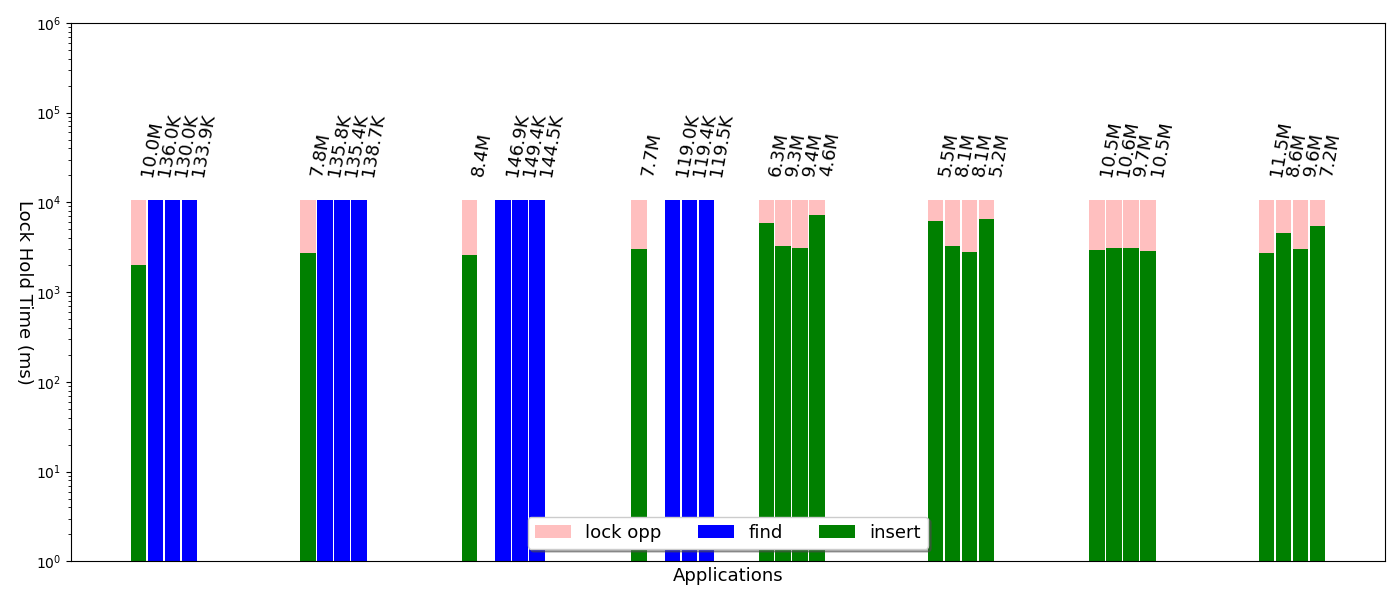 10^6
10^5
10^4
10^3
10^2
10^1
10^0
Lock Hold Time (ms)
10.0M
136.0K
130.0K
133.9K
7.8M
135.8K
135.4K
138.7K
8.4M
146.9K
149.4K
144.5K
7.7M
119.0K
119.4K
119.5K
6.3M
9.3M
9.4M
4.6M
5.5M
8.1M
8.1M
5.2M
10.5M
10.6M
9.7M
10.5M
11.5M
8.6M
9.6M
7.2M
lock opp find insert
Applications